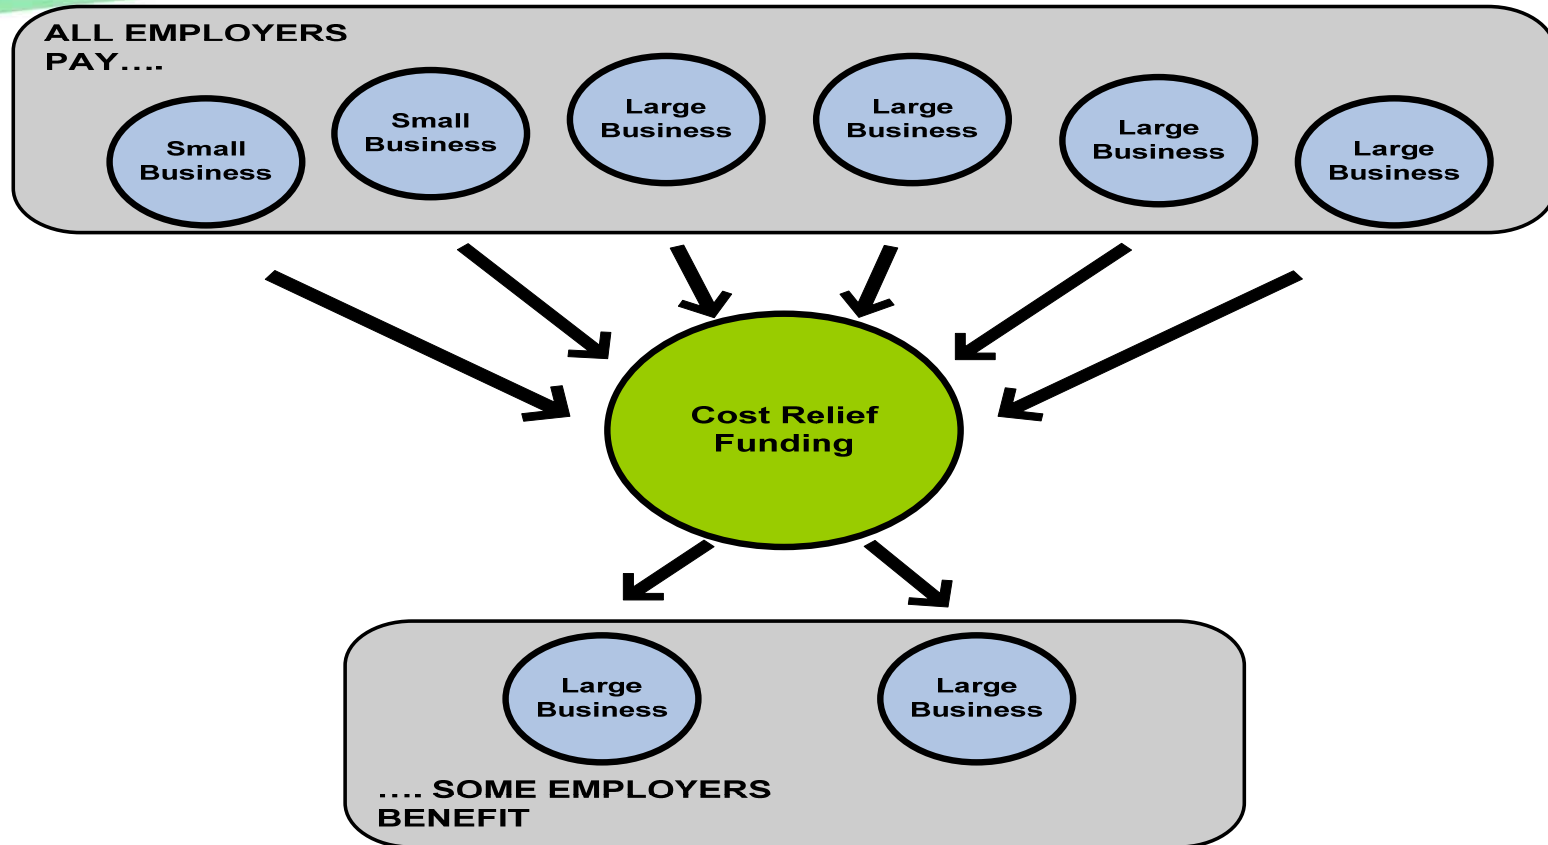 ALL EMPLOYERS
PAY....
Small
Business
Small
Business
Large
Business
Large
Business
Large
Business
Large
Business
Cost Relief
Funding
Large
Business
Large
Business
.... SOME EMPLOYERS
BENEFIT